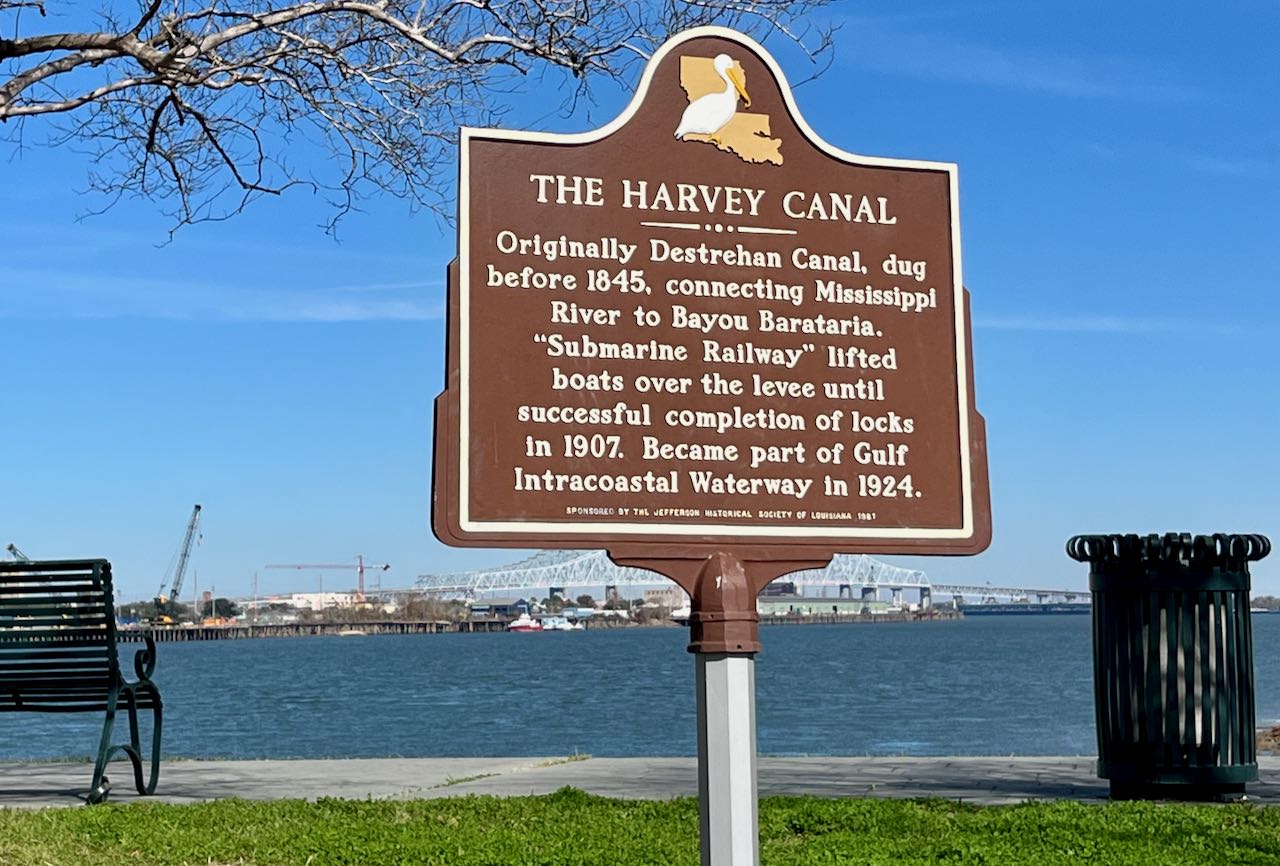 THE HARVEY CANAL
Originally Destrehan Canal, dug
before 1845, connecting Mississippi
River to Bayou Barataria.
“Submarine Railway” lifted
boats over the levee until
successful completion of locks
in 1907. Became part of Gulf
Intracoastal Waterway in 1924.
SPONSORED BY THE JEFFERSON HISTORICAL SOCIETY OF LOUISIANA 1981